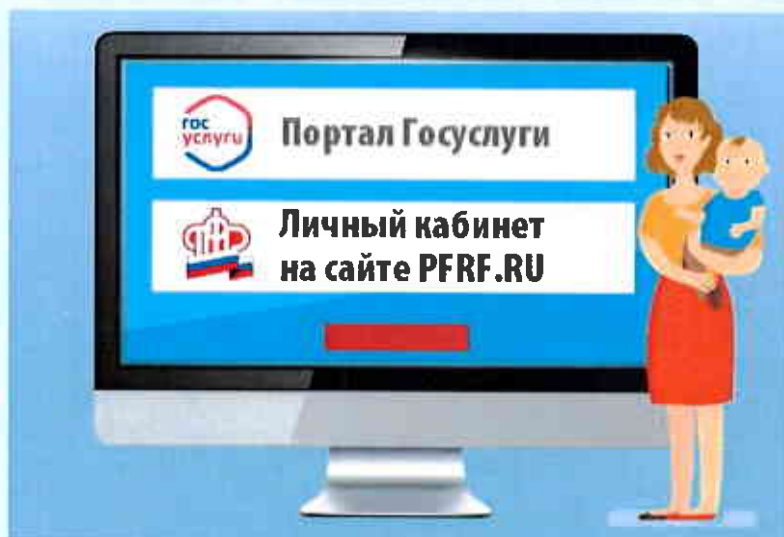 гос
услуги
Портал Госуслуги
Личный кабинет
на сайте PFRF.RU